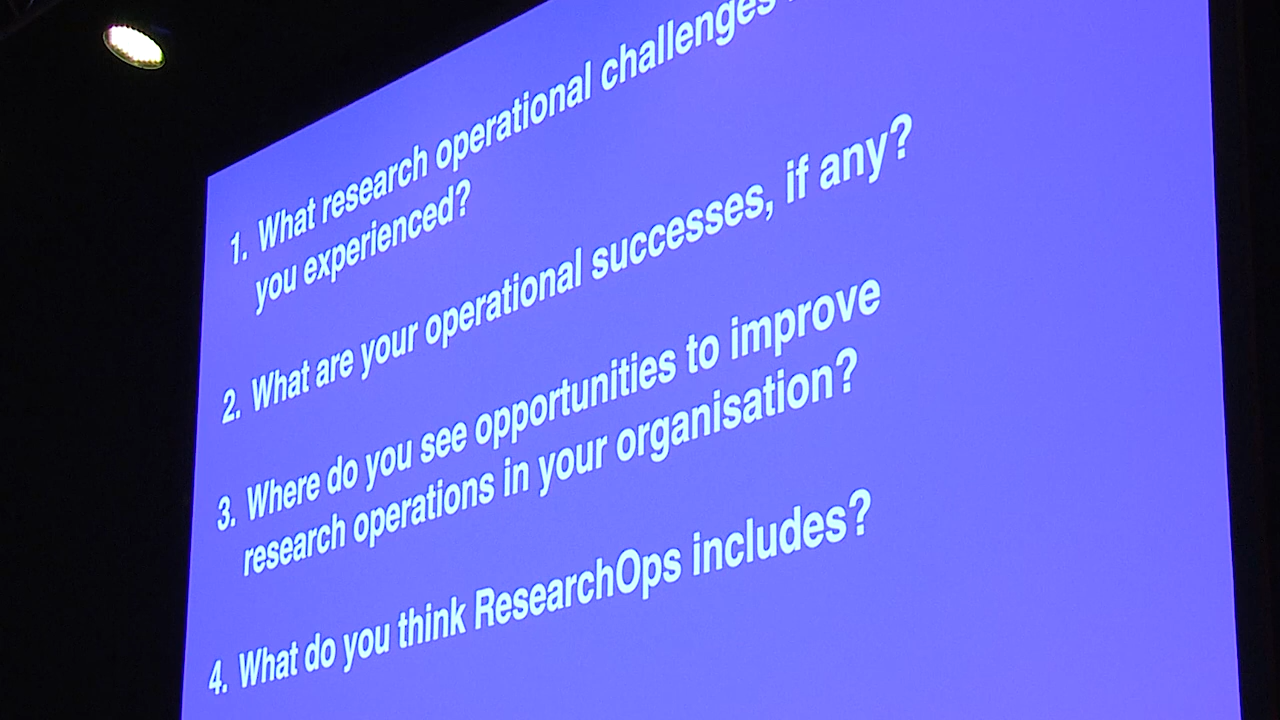 1. What research operational challenges
you experienced?
2. What are your operational successes, if any?
3. Where do you see opportunities to improve
research operations in your organisation?
4. What do you think ResearchOps includes?